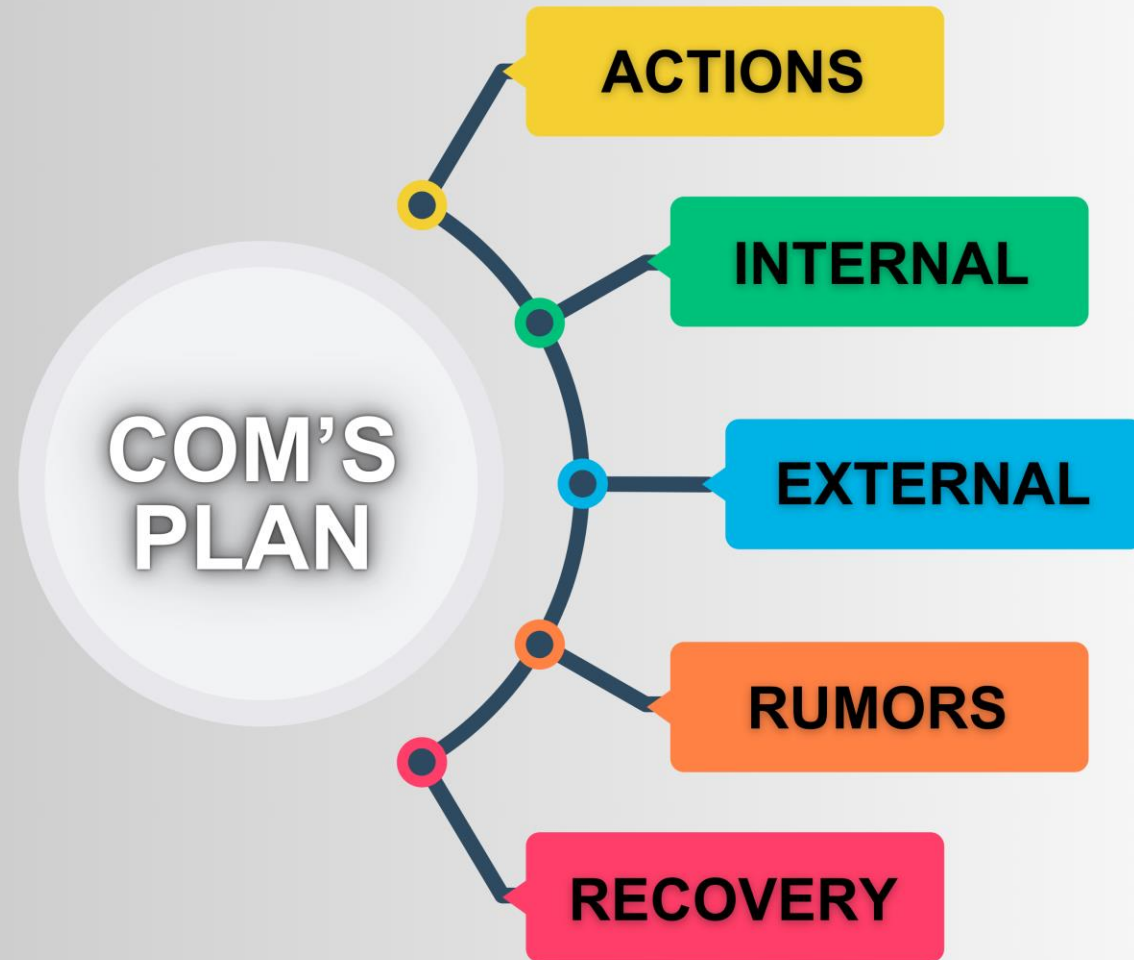 ACTIONS
INTERNAL
COM’S
PLAN
EXTERNAL
RUMORS
RECOVERY